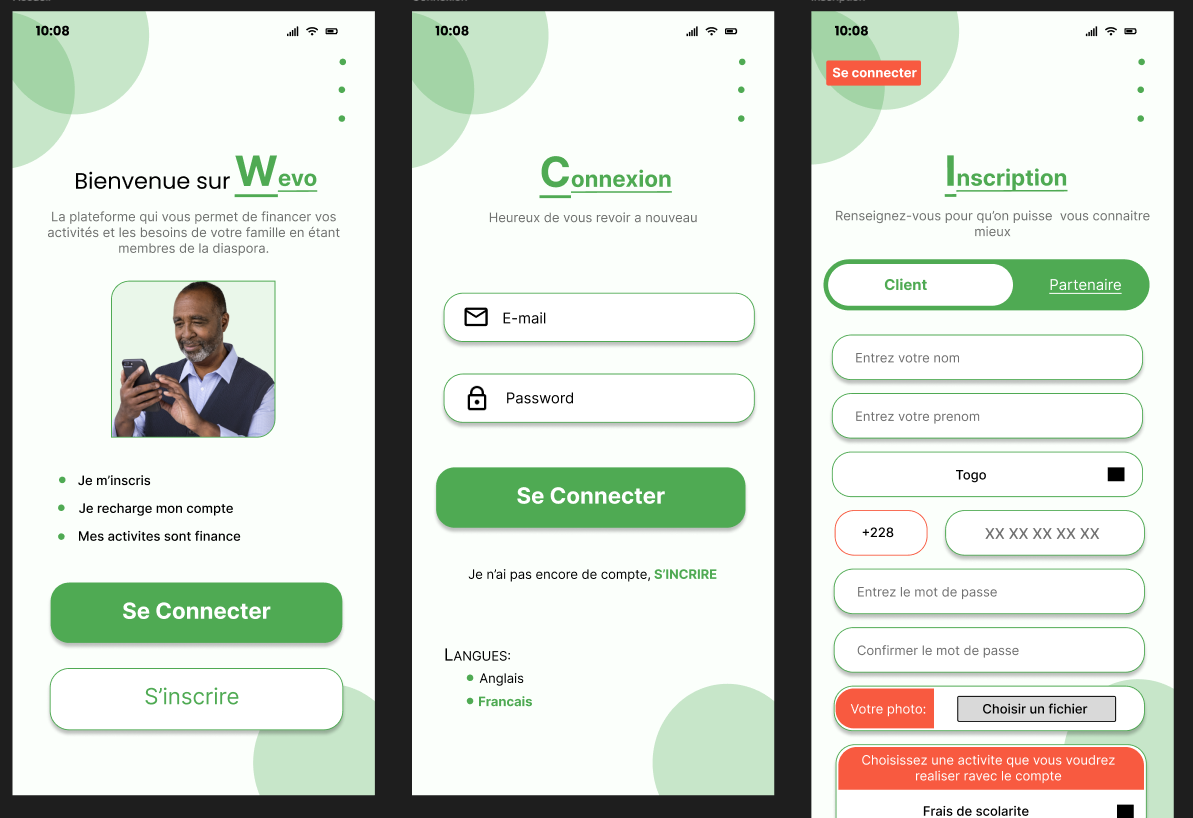 10:08
Bienvenue sur Wevo
La plateforme qui vous permet de financer vos
activités et les besoins de votre famille en étant
membres de la diaspora.
Je m’inscris
Je recharge mon compte
Mes activites sont finance
Se Connecter
S’inscrire
10:08
Connexion
Heureux de vous revoir a nouveau
E-mail
Password
Se Connecter
Je n’ai pas encore de compte, S’INCRIRE
LANGUES:
Anglais
Francais
10:08
Se connecter
Inscription
Renseignez-vous pour qu’on puisse vous connaitre
mieux
Client Partenaire
Entrez votre nom
Entrez votre prenom
Togo
+228 XX XX XX XX XX
Entrez le mot de passe
Confirmer le mot de passe
Votre photo: Choisir un fichier
Choisissez une activite que vous voudrez
realiser ravec le compte
Frais de scolarite